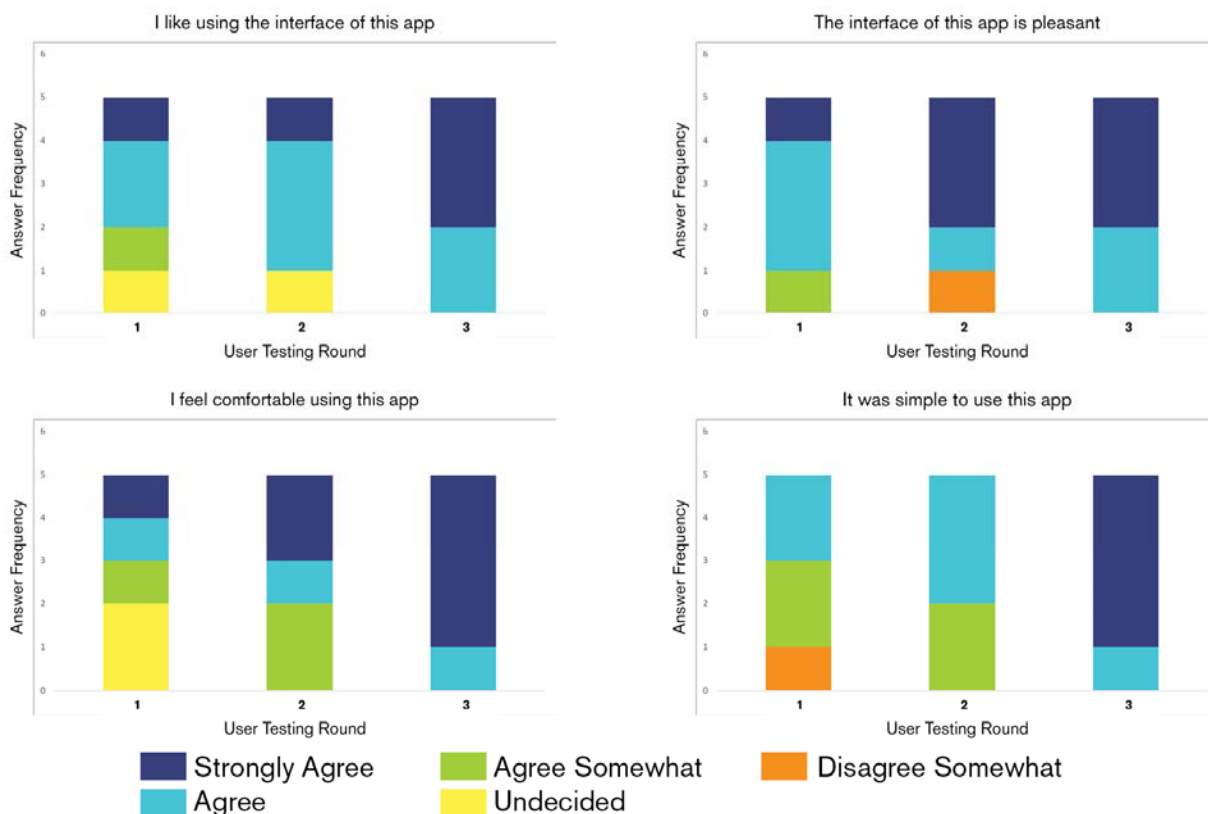 I like using the interface of this app
6
5
4
3
2
1
0
Answer Frequency
1 2 3
User Testing Round
The interface of this app is pleasant
6
5
4
3
2
1
0
Answer Frequency
1 2 3
User Testing Round
I feel comfortable using this app
6
5
4
3
2
1
0
Answer Frequency
1 2 3
User Testing Round
It was simple to use this app
6
5
4
3
2
1
0
Answer Frequency
1 2 3
User Testing Round
Strongly Agree
Agree Somewhat
Disagree Somewhat
Agree
Undecided